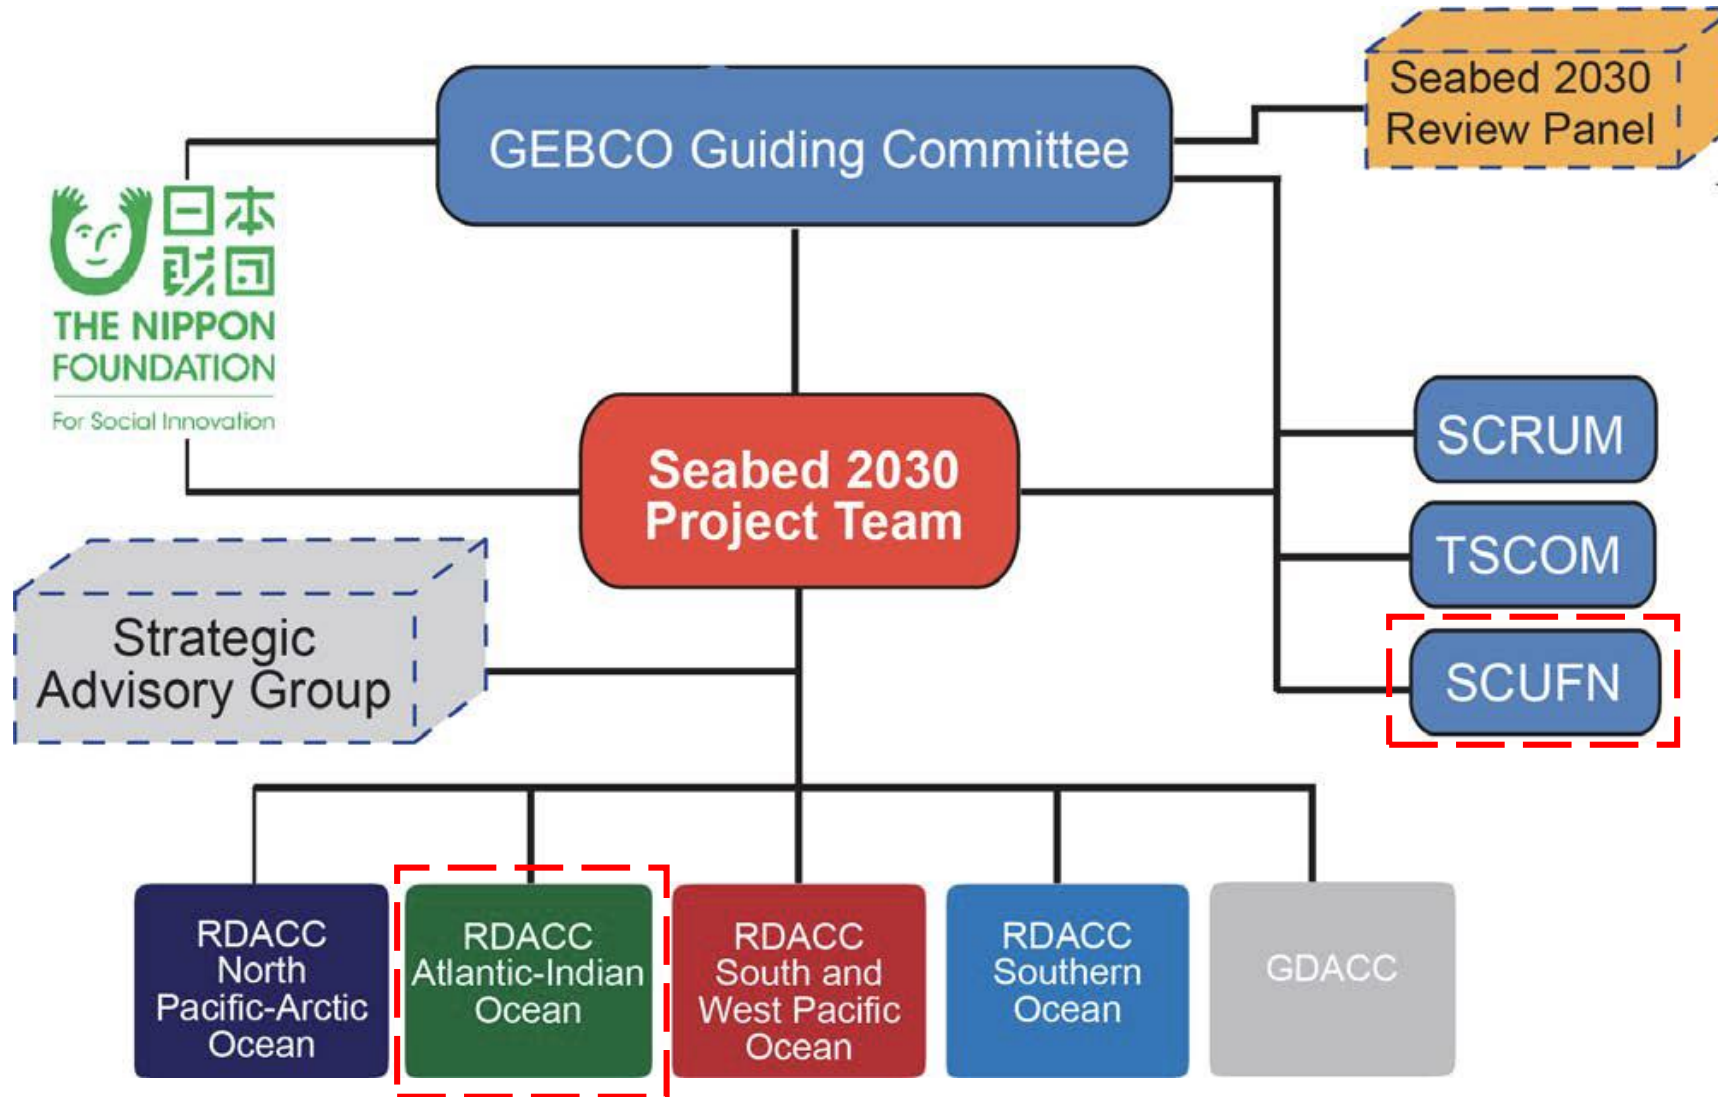 GEBCO Guiding Committee
Seabed 2030
Review Panel
日本
財団
THE NIPPON
FOUNDATION
For Social Innovation
Seabed 2030
Project Team
SCRUM
TSCOM
SCUFN
Strategic
Advisory Group
RDACC
North
Pacific-Arctic
Ocean
RDACC
Atlantic-Indian
Ocean
RDACC
South and
West Pacific
Ocean
RDACC
Southern
Ocean
GDACC